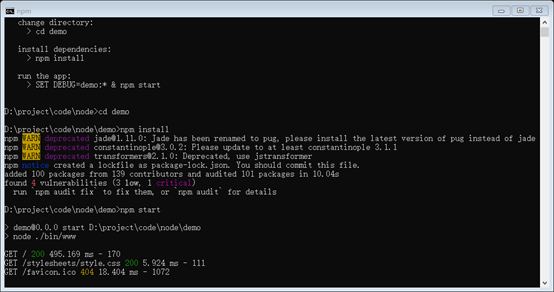 npm
change directory:
> cd demo
install dependencies:
> npm install
run the app:
> SET DEBUG=demo:* & npm start
D:\project\code\node>cd demo
D:\project\code\node\demo>npm install
npm WARN deprecated jade@1.11.0: Jade has been renamed to pug, please install the latest version of pug instead of jade
npm WARN deprecated constantinople@3.0.2: Please update to at least constantinople 3.1.1
npm WARN deprecated transformers@2.1.0: Deprecated, use jstransformer
npm notice created a lockfile as package-lock.json. You should commit this file.
added 100 packages from 139 contributors and audited 101 packages in 10.04s
found 4 vulnerabilities (3 low, 1 critical)
run `npm audit fix` to fix them, or `npm audit` for details
D:\project\code\node\demo>npm start
> demo@0.0.0 start D:\project\code\node\demo
> node ./bin/www
GET / 200 495.169 ms - 170
GET /stylesheets/style.css 200 5.924 ms - 111
GET /favicon.ico 404 18.404 ms - 1072